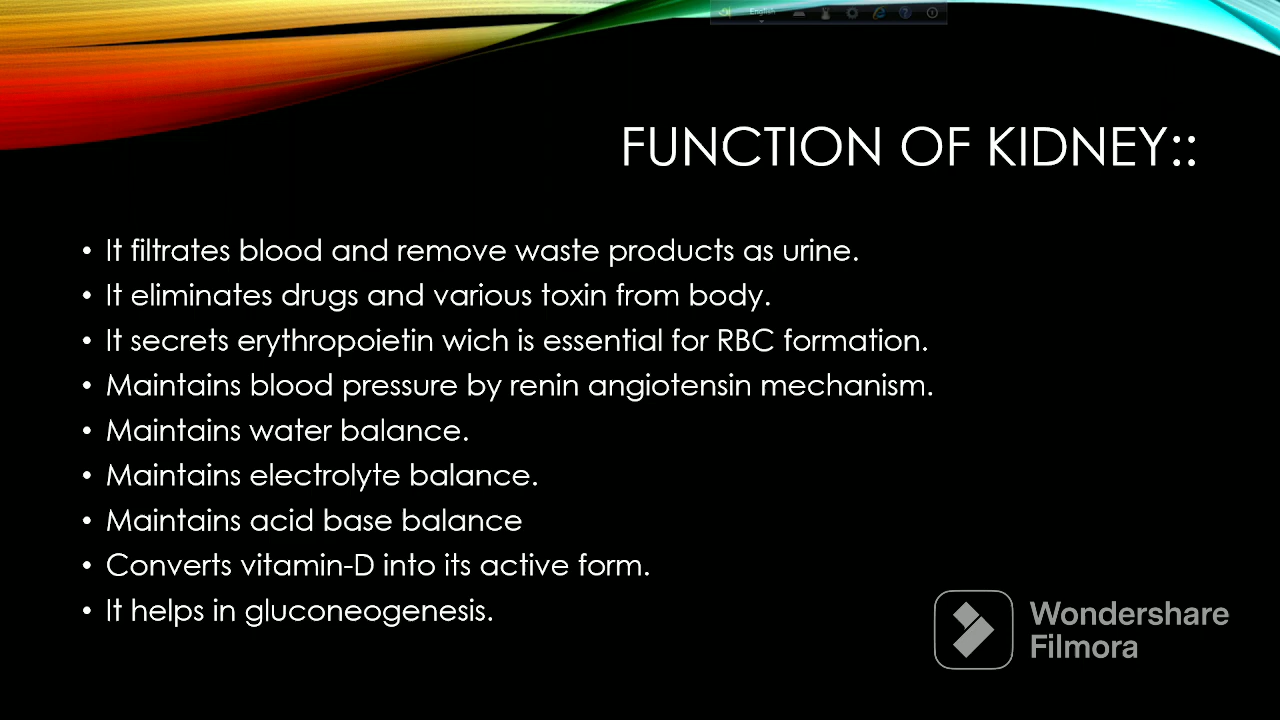 English
FUNCTION OF KIDNEY::
• It filtrates blood and remove waste products as urine.
• It eliminates drugs and various toxin from body.
• It secrets erythropoietin wich is essential for RBC formation.
• Maintains blood pressure by renin angiotensin mechanism.
• Maintains water balance.
• Maintains electrolyte balance.
• Maintains acid base balance
• Converts vitamin-D into its active form.
• It helps in gluconeogenesis.
Wondershare
Filmora